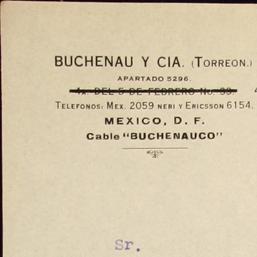 BUCHENAU Y CIA. (TORREON.)
APARTADO 5296.
4A. DEL 5 DE FEBRERO No. 99.
TELEFONOS: MEX. 2059 NERI Y ERICSSON 6154.
MEXICO, D. F.
Cable "BUCHENAUCO"
Sr.